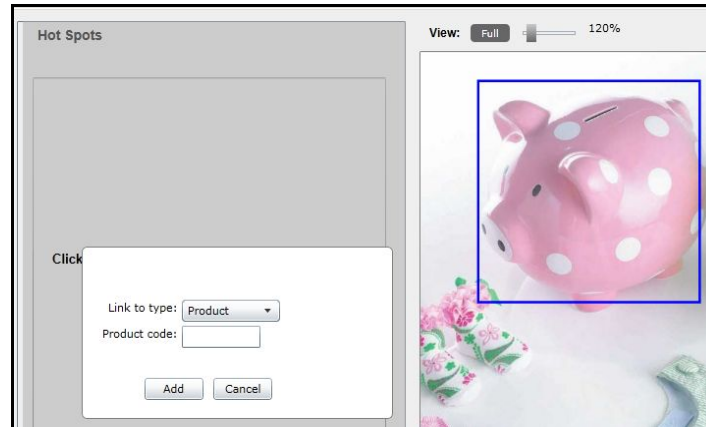 Hot Spots
View: Full 120%
Click
Link to type: Product
Product code:
Add Cancel